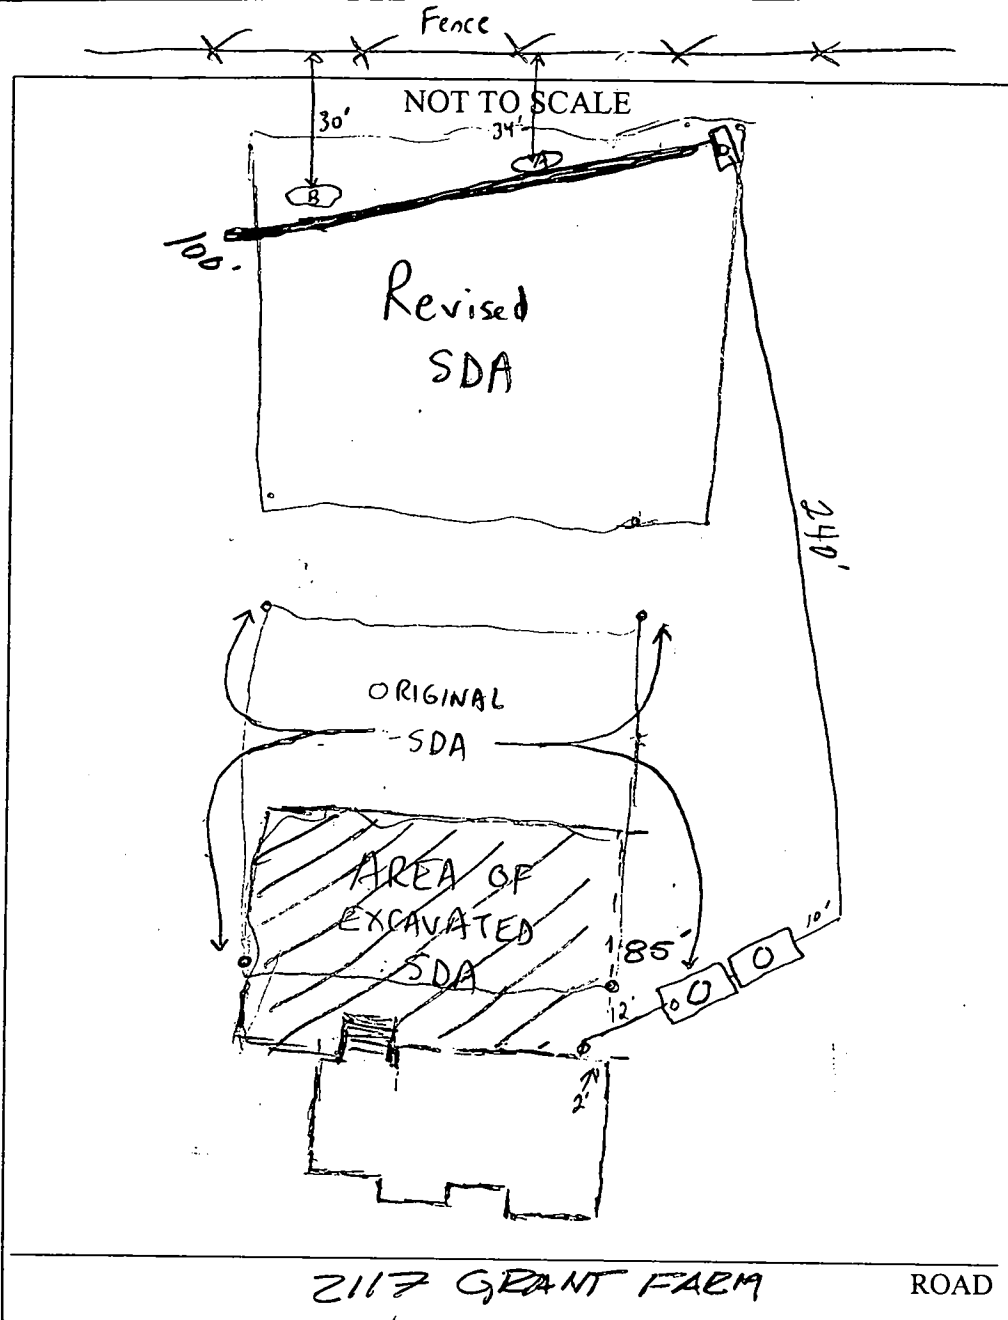 Fence
NOT TO SCALE
30'
34'
A
B
100'
Revised
SDA
240'
ORIGINAL
SDA
AREA OF
EXCAVATED
SDA
85'
10'
12'
2'
2117 GRANT FARM ROAD